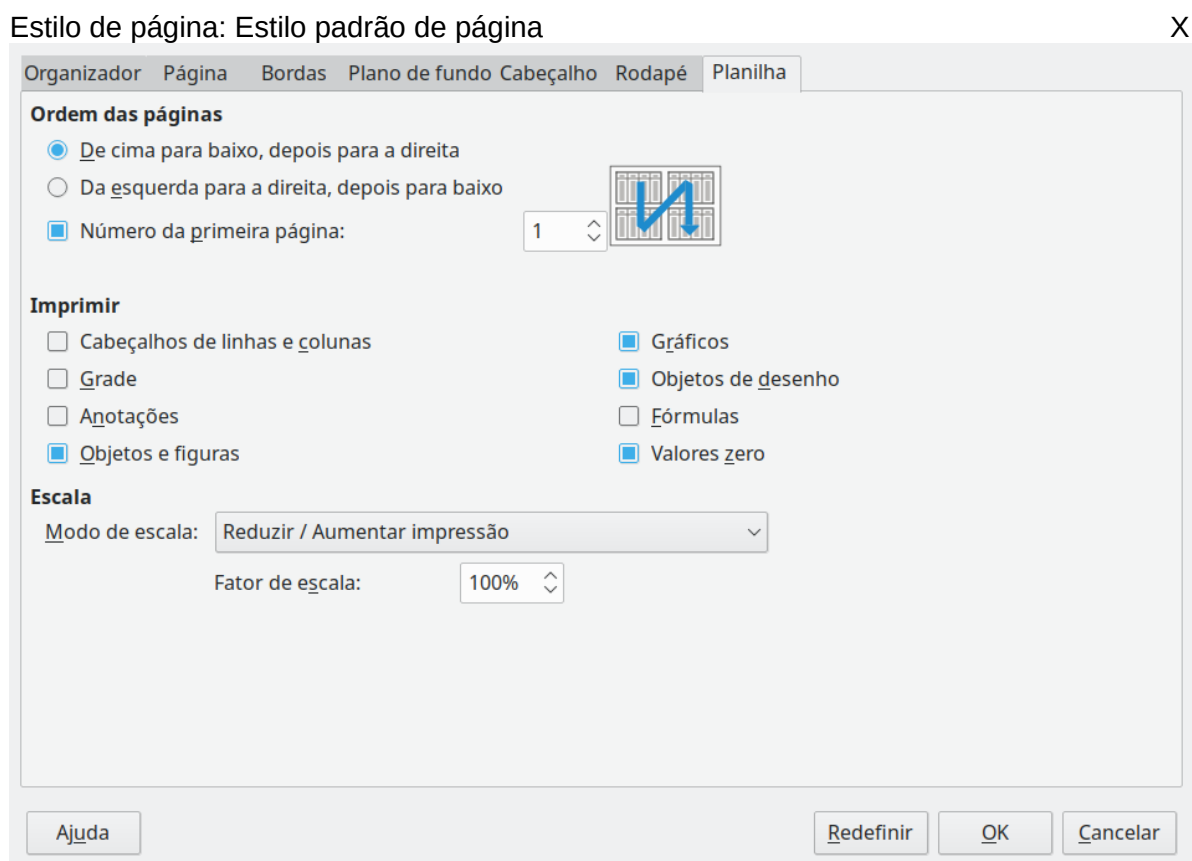 Estilo de página: Estilo padrão de página X
Organizador Página Bordas Plano de fundo Cabeçalho Rodapé Planilha
Ordem das páginas
De cima para baixo, depois para a direita
Da esquerda para a direita, depois para baixo
Número da primeira página: 1
Imprimir
Cabeçalhos de linhas e colunas Gráficos
Grade Objetos de desenho
Anotações Fórmulas
Objetos e figuras Valores zero
Escala
Modo de escala: Reduzir / Aumentar impressão
Fator de escala: 100%
Ajuda Redefinir OK Cancelar